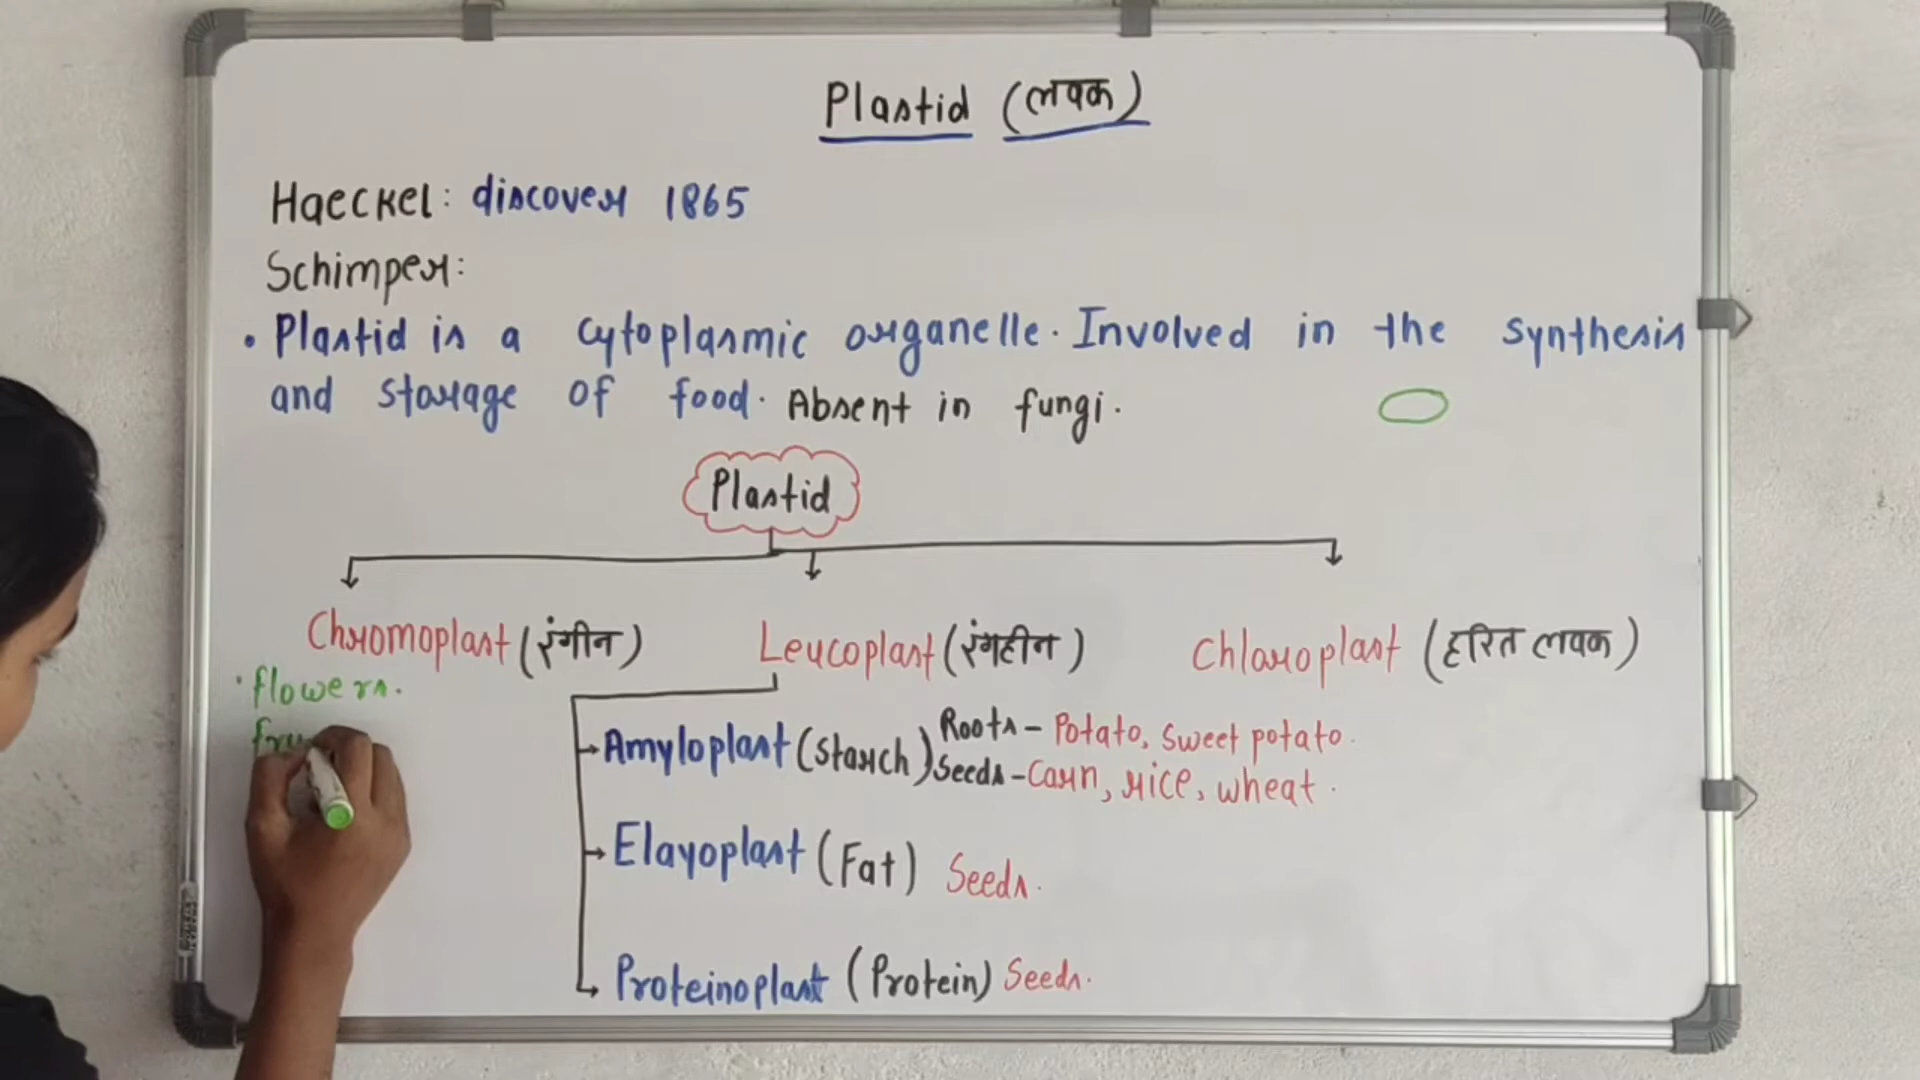 Plastid (लवक)
Haeckel: discover 1865
Schimper:
• Plastid is a cytoplasmic organelle. Involved in the synthesis
and storage of food. Absent in fungi.
Plastid
Chromoplast (रंगीन) Leucoplast (रंगहीन) Chloroplast (हरित लवक)
• flowers.
fru
Amyloplast (starch) Roots - Potato, sweet potato.
Seeds - Corn, rice, wheat.
Elayoplast (Fat) Seeds.
Proteinoplast (Protein) Seeds.